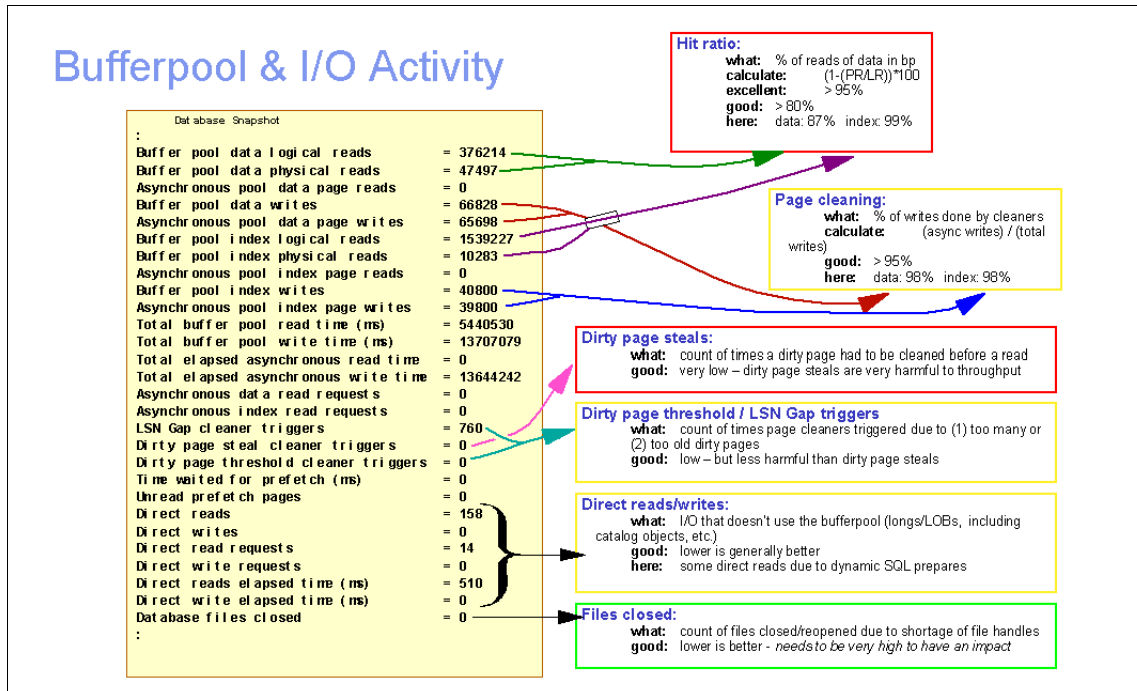 Bufferpool & I/O Activity
Database Snapshot
:
Buffer pool data logical reads = 376214
Buffer pool data physical reads = 47497
Asynchronous pool data page reads = 0
Buffer pool data writes = 66828
Asynchronous pool data page writes = 65698
Buffer pool index logical reads = 1539227
Buffer pool index physical reads = 10283
Asynchronous pool index page reads = 0
Buffer pool index writes = 40800
Asynchronous pool index page writes = 39800
Total buffer pool read time (ms) = 5440530
Total buffer pool write time (ms) = 13707079
Total elapsed asynchronous read time = 0
Total elapsed asynchronous write time = 13644242
Asynchronous data read requests = 0
Asynchronous index read requests = 0
LSN Gap cleaner triggers = 760
Dirty page steal cleaner triggers = 0
Dirty page threshold cleaner triggers = 0
Time waited for prefetch (ms) = 0
Unread prefetch pages = 0
Direct reads = 158
Direct writes = 0
Direct read requests = 14
Direct write requests = 0
Direct reads elapsed time (ms) = 510
Direct write elapsed time (ms) = 0
Database files closed = 0
:
Hit ratio:
what: % of reads of data in bp
calculate: (1-(PR/LR))*100
excellent: > 95%
good: > 80%
here: data: 87% index: 99%
Page cleaning:
what: % of writes done by cleaners
calculate: (async writes) / (total
writes)
good: > 95%
here: data: 98% index: 98%
Dirty page steals:
what: count of times a dirty page had to be cleaned before a read
good: very low – dirty page steals are very harmful to throughput
Dirty page threshold / LSN Gap triggers
what: count of times page cleaners triggered due to (1) too many or
(2) too old dirty pages
good: low – but less harmful than dirty page steals
Direct reads/writes:
what: I/O that doesn't use the bufferpool (longs/LOBs, including
catalog objects, etc.)
good: lower is generally better
here: some direct reads due to dynamic SQL prepares
Files closed:
what: count of files closed/reopened due to shortage of file handles
good: lower is better - needs to be very high to have an impact